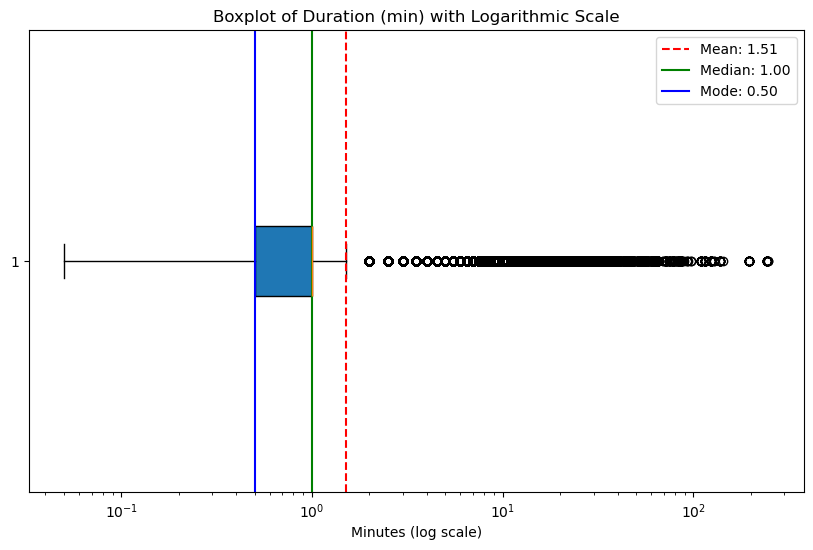 Boxplot of Duration (min) with Logarithmic Scale
Mean: 1.51
Median: 1.00
Mode: 0.50
1
10⁻¹
10⁰
10¹
10²
Minutes (log scale)